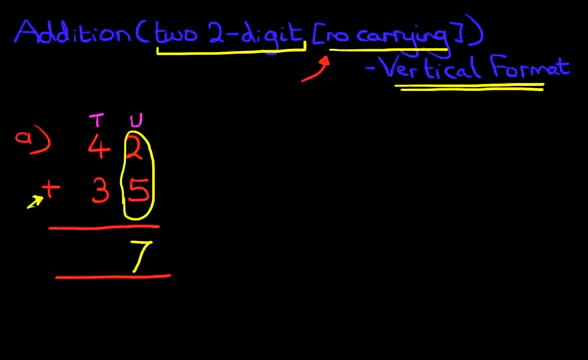 Addition (two 2-digit [no carrying])
- Vertical Format
T U
a) 4 2
+ 3 5
7